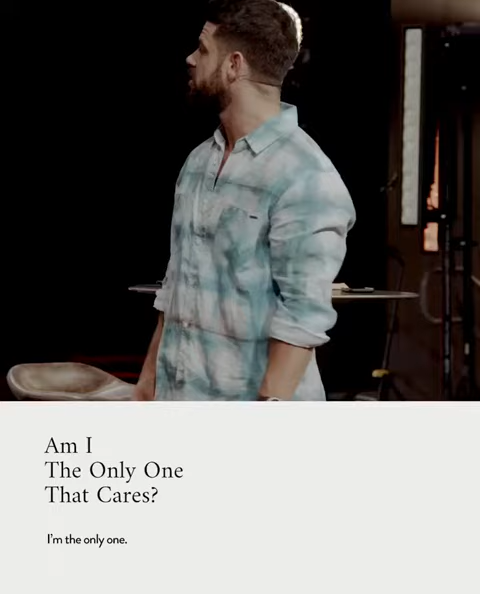 Am I
The Only One
That Cares?
I'm the only one.